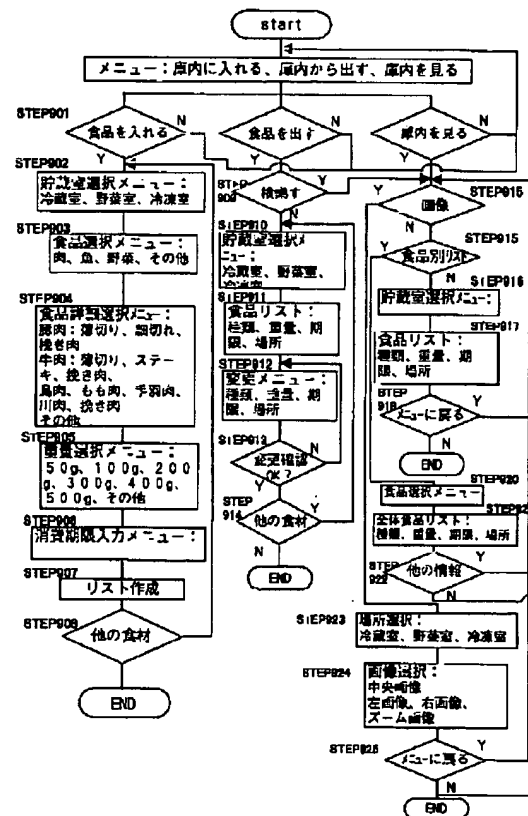 start
メニュー：庫内に入れる、庫内から出す、庫内を見る
STEP901
食品を入れる
N
Y
食品を出す
N
Y
庫内を見る
N
Y
STEP902
貯蔵室選択メニュー：
冷蔵室、野菜室、冷凍室
STEP903
食品選択メニュー：
肉、魚、野菜、その他
STEP904
食品詳細選択メニュー：
豚肉：薄切り、細切れ、
挽き肉
牛肉：薄切り、ステー
キ、挽き肉、
鳥肉、もも肉、手羽肉
挽き肉
その他
STEP905
重量選択メニュー：
50g、100g、200
g、300g、400g、
500g、その他
STEP906
消費期限入力メニュー：
STEP907
リスト作成
STEP908
他の食材
END
909
Y
N
STEP910
貯蔵室選択メ
ニュー：
冷蔵室、野菜室、
冷凍室
STEP911
食品リスト：
種類、重量、期
限、場所
STEP912
変更メニュー：
種類、重量、期
限、場所
STEP913
変更確認
OK？
N
Y
STEP
914
他の食材
Y
N
END
STEP915
画像
Y
N
STEP915
食品別リスト
Y
N
STEP916
貯蔵室選択メニュー
STEP917
食品リスト：
種類、重量、期
限、場所
STEP
918
メニューに戻る
Y
N
END
STEP920
食品選択メニュー
STEP92
全体食品リスト：
種類、重量、期限、場所
STEP
922
他の情報
Y
N
STEP923
場所選択：
冷蔵室、野菜室、冷凍室
STEP924
画像選択：
中央画像
左画像、右画像、
ズーム画像
STEP925
メニューに戻る
Y
N
END